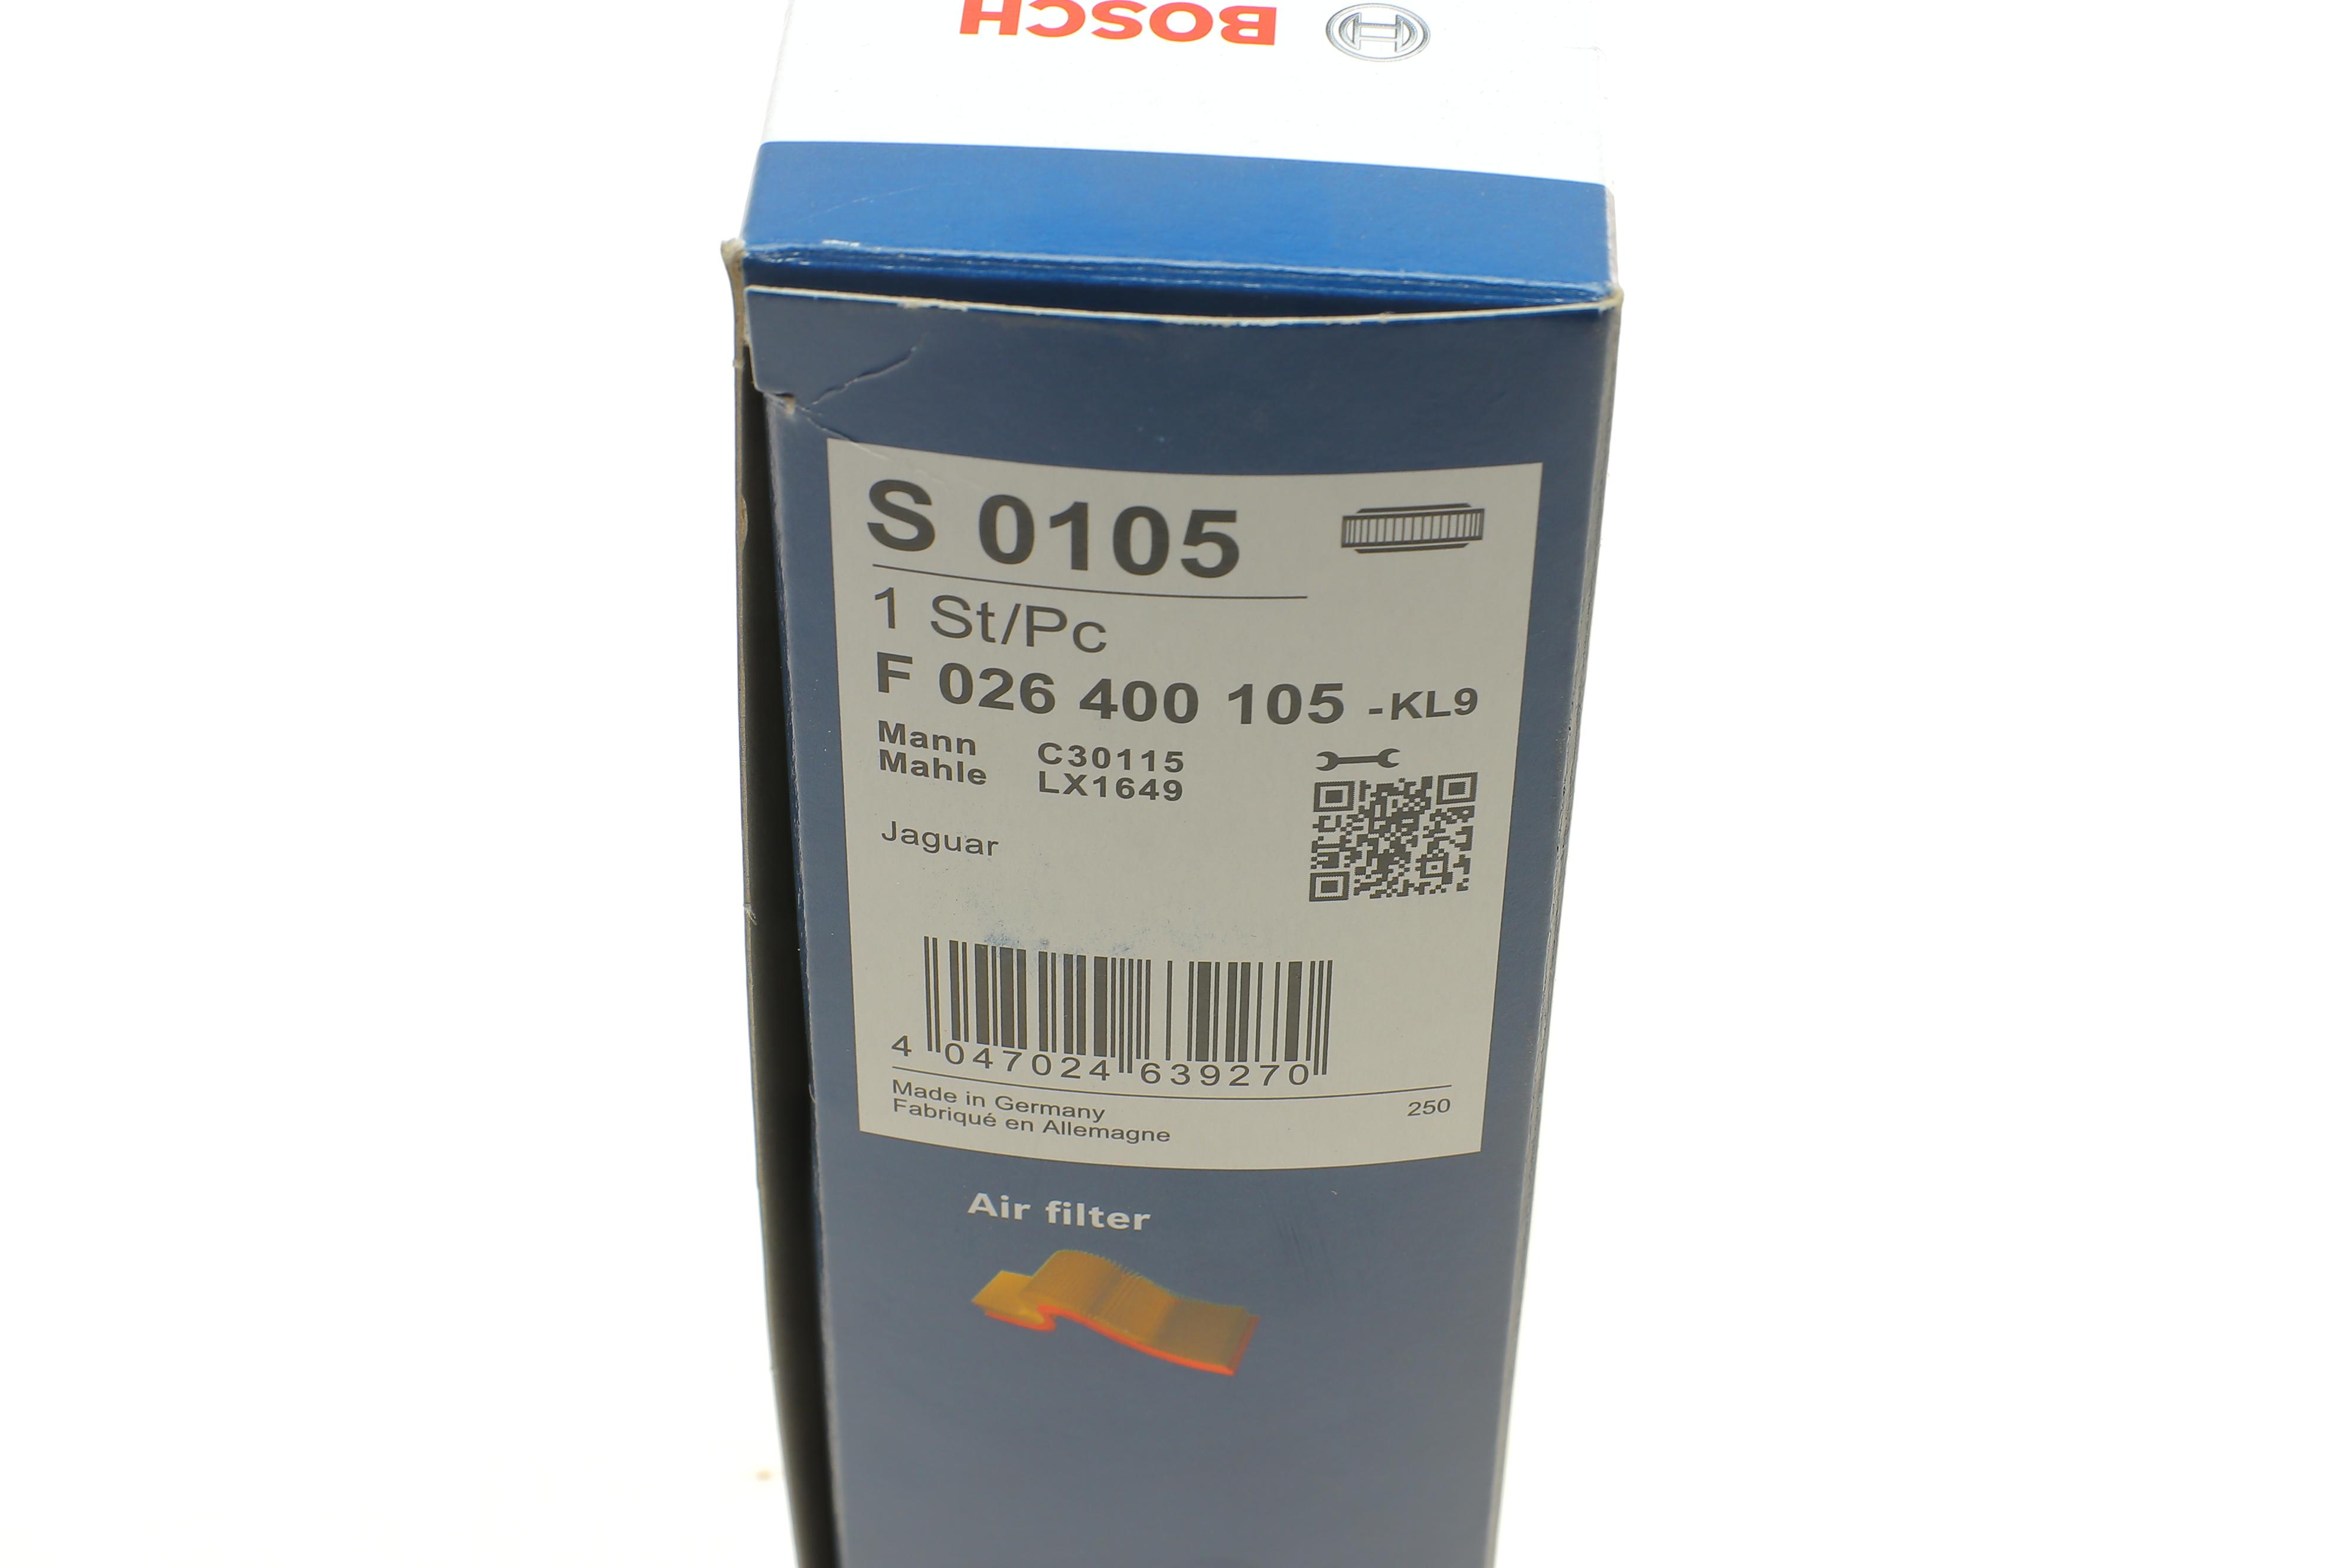 BOSCH
S 0105
1 St/Pc
F 026 400 105 -KL9
Mann C30115
Mahle LX1649
Jaguar
4 047024 639270
Made in Germany
Fabriqué en Allemagne
250
Air filter